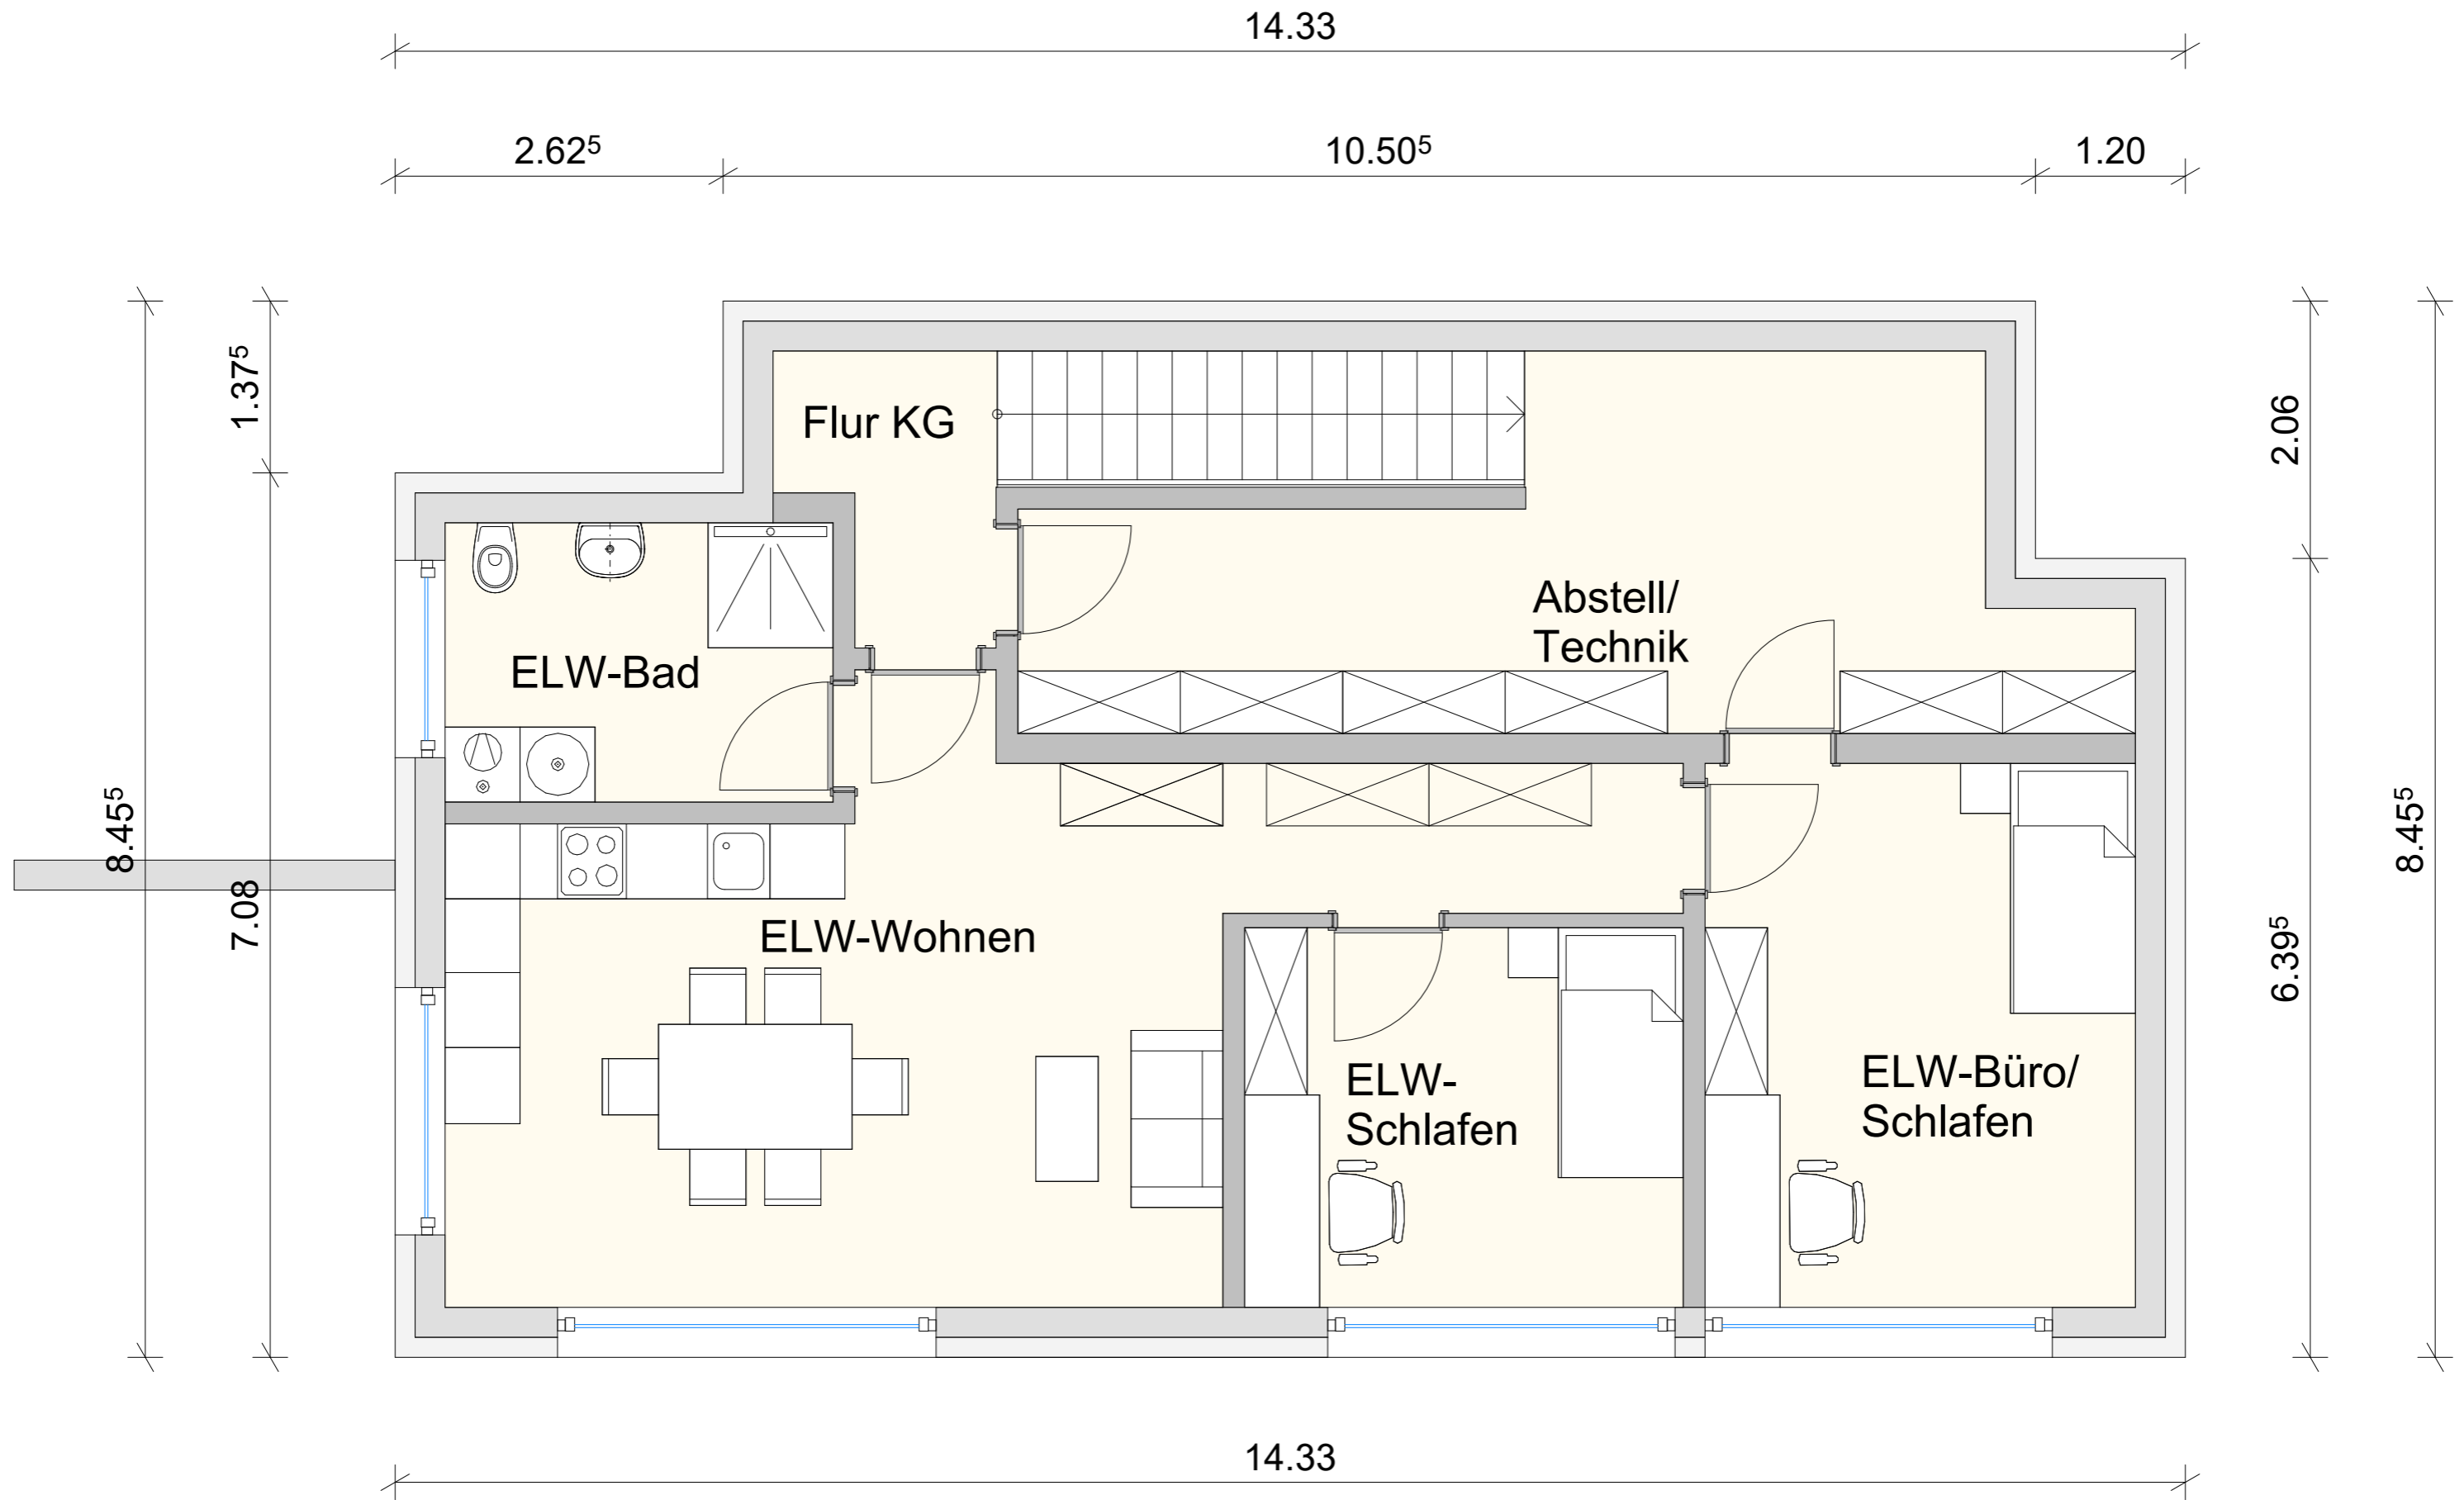 14.33
2.62⁵
10.50⁵
1.20
1.37⁵
Flur KG
2.06
Abstell/
Technik
ELW-Bad
8.45⁵
7.08
8.45⁵
ELW-Wohnen
6.39⁵
ELW-
Schlafen
ELW-Büro/
Schlafen
14.33